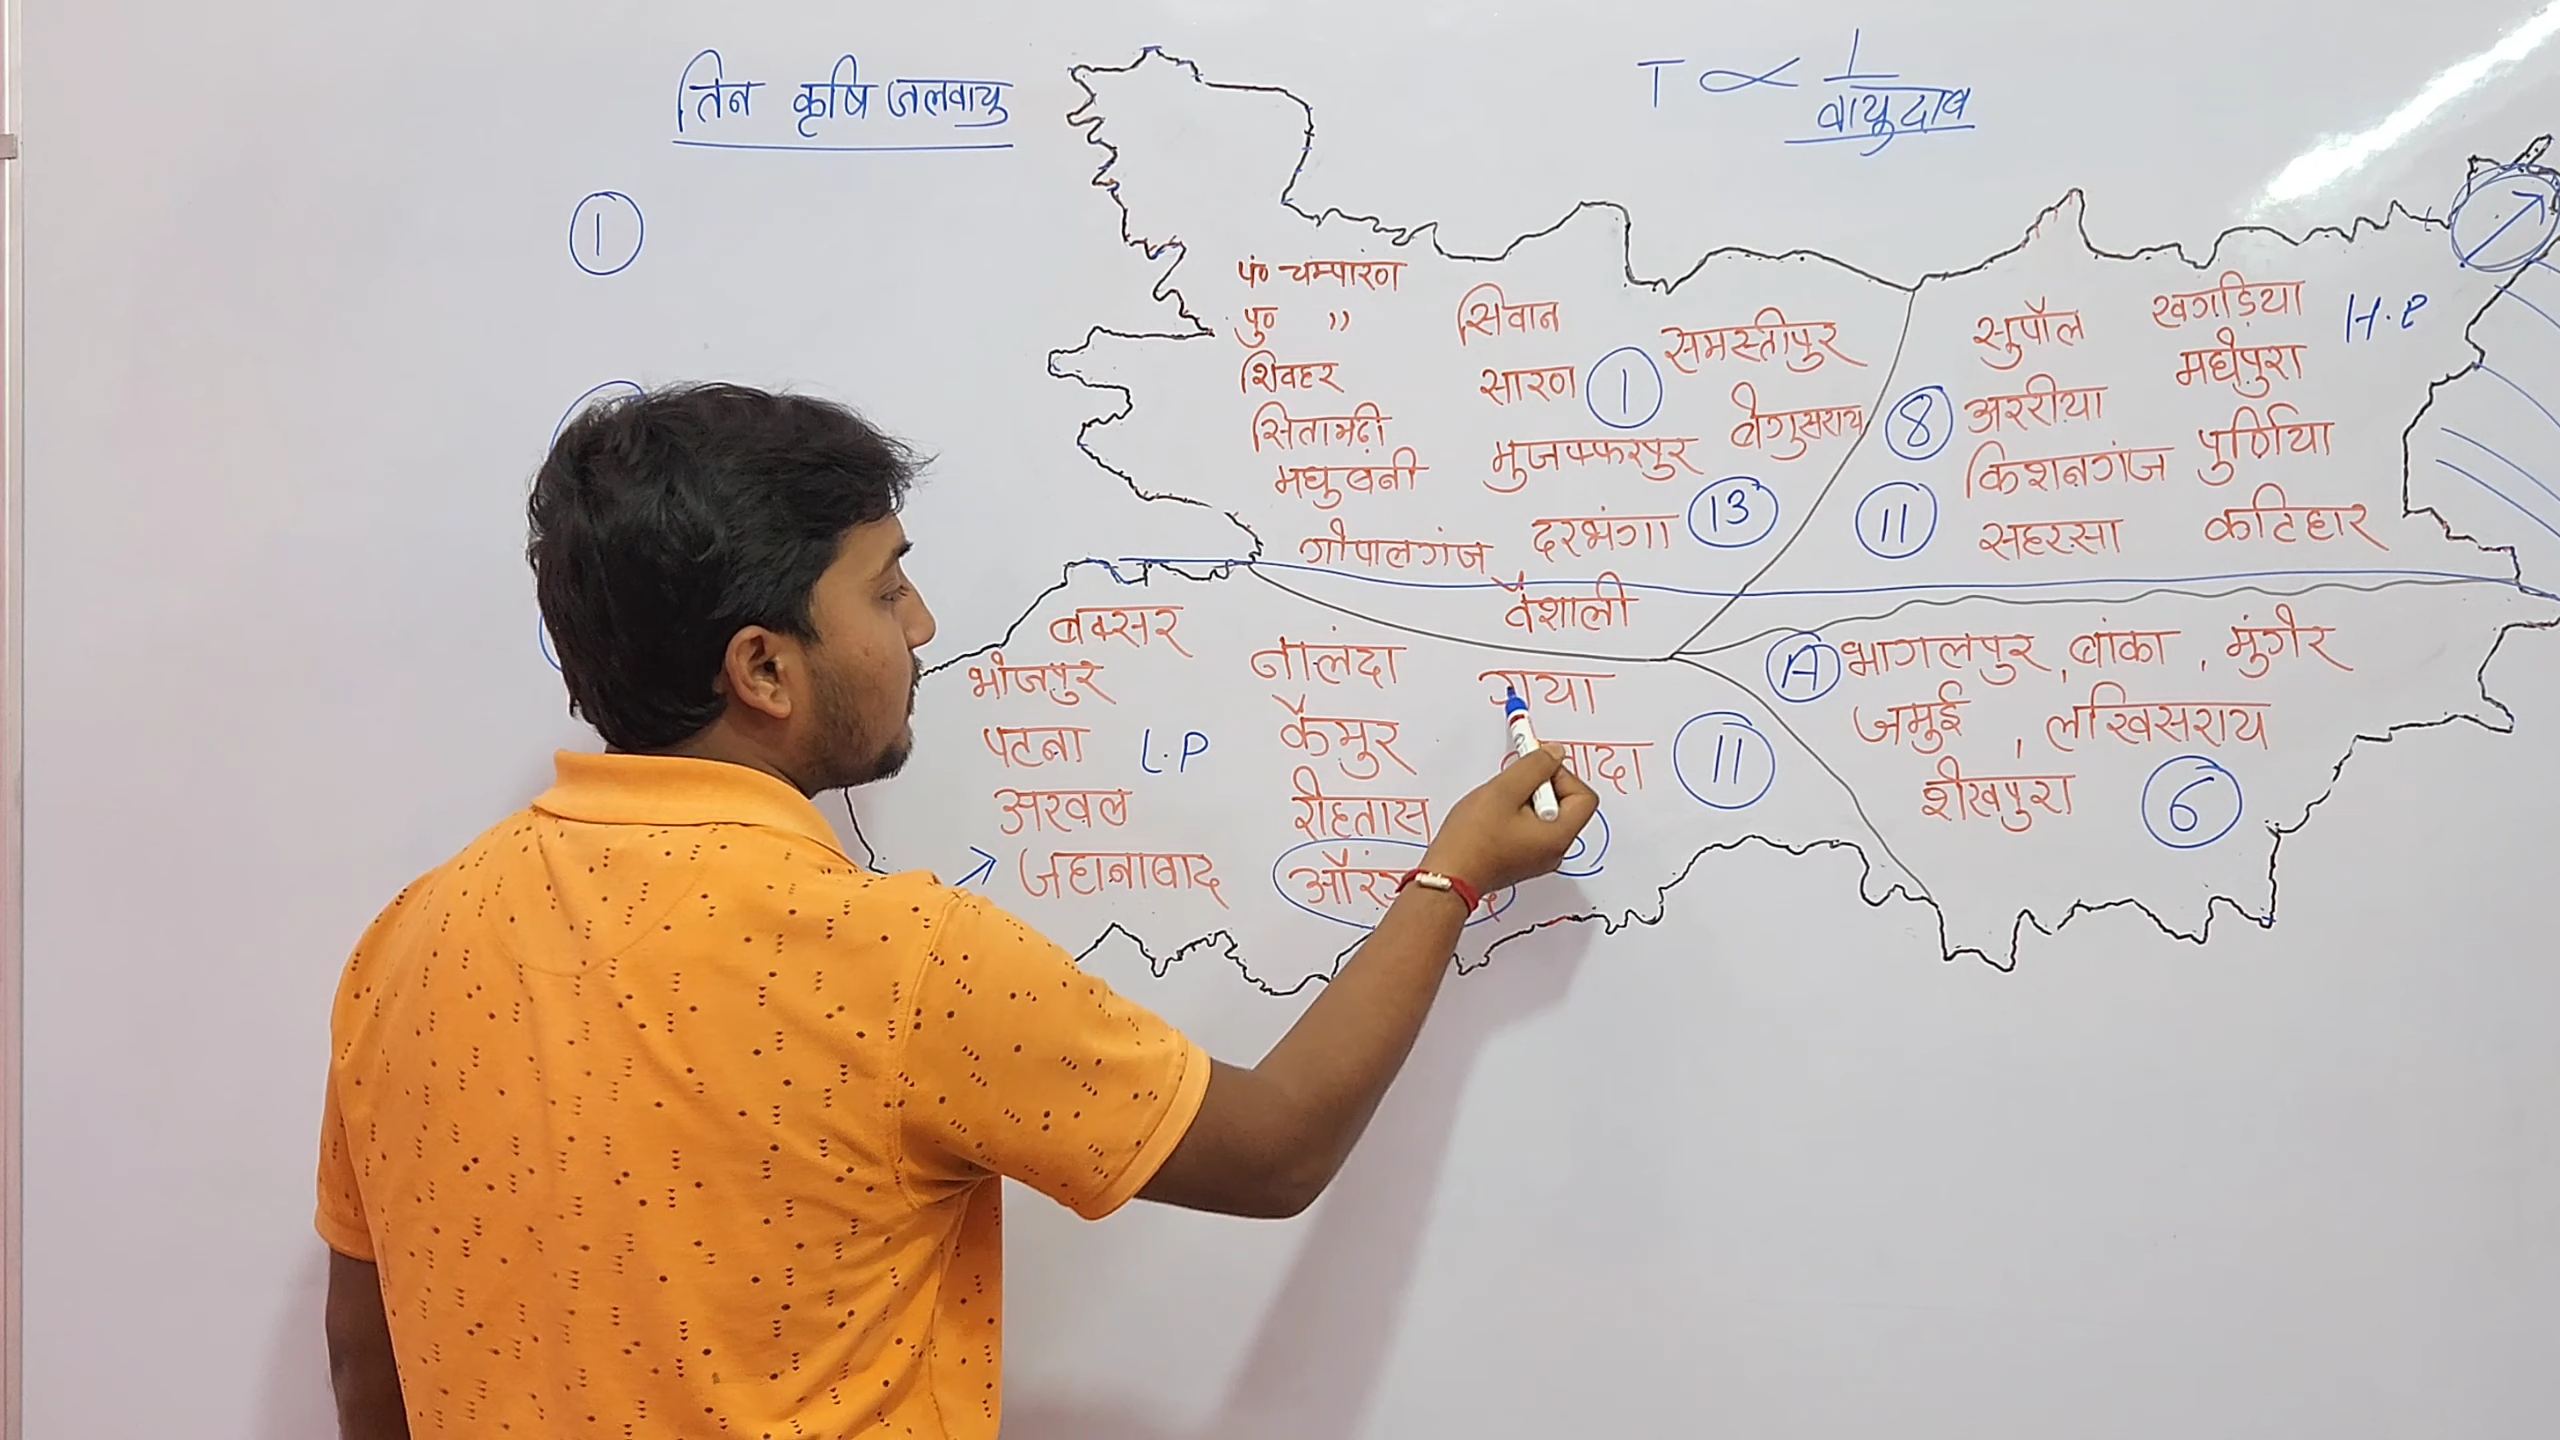 तिन कृषि जलवायु
T ∝ 1/वायुदाब
1
पं० चम्पारण
पु० "
शिवहर
सितामढ़ी
मधुबनी
गोपालगंज
सिवान
सारण
मुजफ्फरपुर
दरभंगा
वैशाली
समस्तीपुर
बेगुसराय
1
13
सुपौल
अररीया
किशनगंज
सहरसा
खगड़िया
मधेपुरा
पुर्णिया
कटिहार
H.P
8
11
बक्सर
भोजपुर
पटना
अरवल
जहानाबाद
L.P
नालंदा
कैमुर
रोहतास
गया
11
A भागलपुर, बांका, मुंगेर
जमुई, लखिसराय
शेखपुरा
6